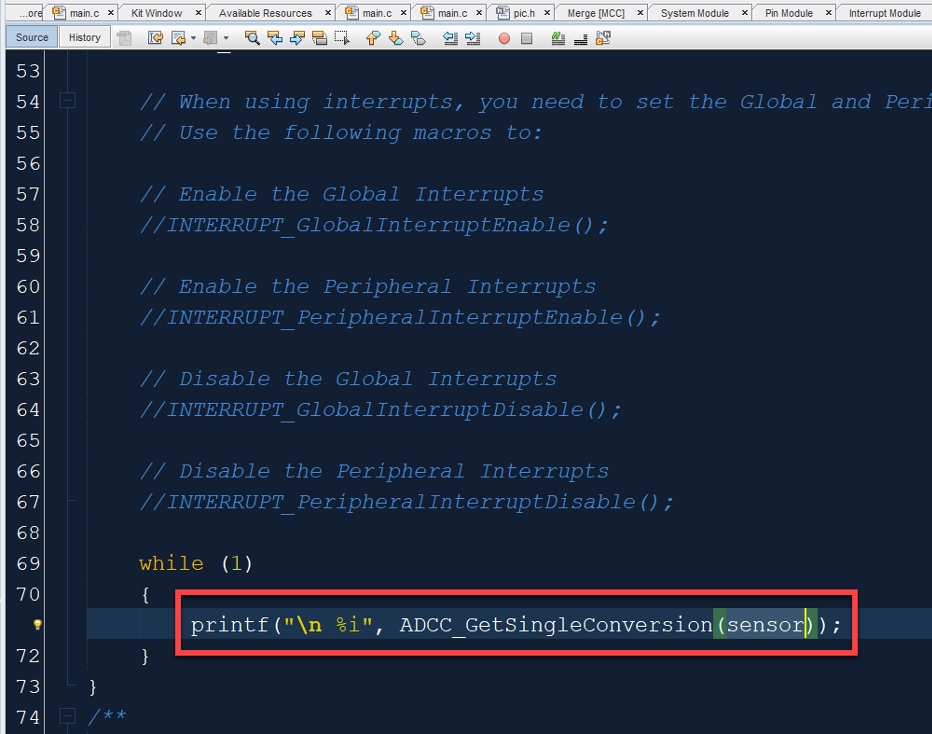 ...ore main.c × Kit Window × Available Resources × main.c × main.c × pic.h × Merge [MCC] × System Module × Pin Module × Interrupt Module
Source History
53
54 // When using interrupts, you need to set the Global and Peri
55 // Use the following macros to:
56
57 // Enable the Global Interrupts
58 //INTERRUPT_GlobalInterruptEnable();
59
60 // Enable the Peripheral Interrupts
61 //INTERRUPT_PeripheralInterruptEnable();
62
63 // Disable the Global Interrupts
64 //INTERRUPT_GlobalInterruptDisable();
65
66 // Disable the Peripheral Interrupts
67 //INTERRUPT_PeripheralInterruptDisable();
68
69 while (1)
70 {
printf("\n %i", ADCC_GetSingleConversion(sensor));
72 }
73 }
74 /**